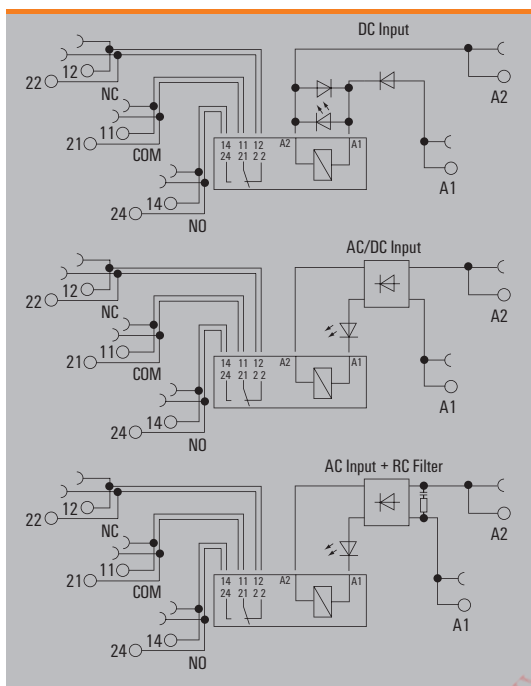 DC Input
12
22
NC
A2
11
21
COM
14 11 12 A2 A1
24 21 22
A1
14
24
NO
AC/DC Input
12
22
NC
A2
11
21
COM
14 11 12 A2 A1
24 21 22
A1
14
24
NO
AC Input + RC Filter
12
22
NC
A2
11
21
COM
14 11 12 A2 A1
24 21 22
A1
14
24
NO